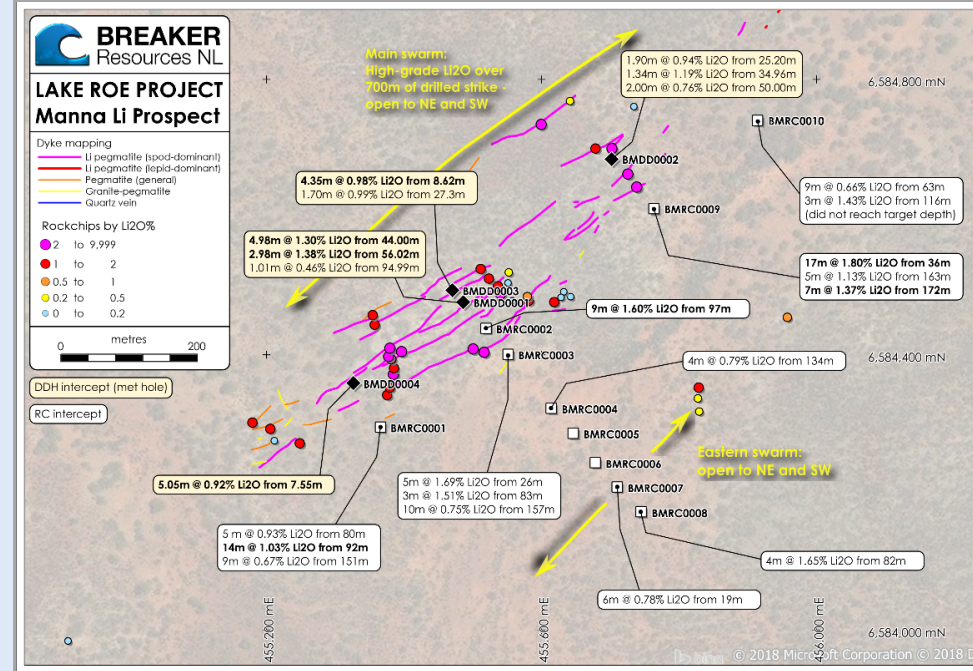 BREAKER
Resources NL
LAKE ROE PROJECT
Manna Li Prospect
Dyke mapping
Li pegmatite (spod-dominant)
Li pegmatite (lepid-dominant)
Pegmatite (general)
Granite-pegmatite
Quartz vein
Rockchips by Li2O%
2 to 9,999
1 to 2
0.5 to 1
0.2 to 0.5
0 to 0.2
metres
0 200
DDH intercept (met hole)
RC intercept
Main swarm:
High-grade Li2O over
700m of drilled strike -
open to NE and SW
1.90m @ 0.94% Li2O from 25.20m
1.34m @ 1.19% Li2O from 34.96m
2.00m @ 0.76% Li2O from 50.00m
6,584,800 mN
BMRC0010
BMDD0002
4.35m @ 0.98% Li2O from 8.62m
1.70m @ 0.99% Li2O from 27.3m
9m @ 0.66% Li2O from 63m
3m @ 1.43% Li2O from 116m
(did not reach target depth)
BMRC0009
4.98m @ 1.30% Li2O from 44.00m
2.98m @ 1.38% Li2O from 56.02m
1.01m @ 0.46% Li2O from 94.99m
17m @ 1.80% Li2O from 36m
5m @ 1.13% Li2O from 163m
7m @ 1.37% Li2O from 172m
BMDD0003
BMDD0001
9m @ 1.60% Li2O from 97m
BMRC0002
BMRC0003
6,584,400 mN
4m @ 0.79% Li2O from 134m
BMDD0004
BMRC0004
BMRC0001
BMRC0005
Eastern swarm:
open to NE and SW
BMRC0006
5.05m @ 0.92% Li2O from 7.55m
5m @ 1.69% Li2O from 26m
3m @ 1.51% Li2O from 83m
10m @ 0.75% Li2O from 157m
BMRC0007
BMRC0008
5 m @ 0.93% Li2O from 80m
14m @ 1.03% Li2O from 92m
9m @ 0.67% Li2O from 151m
4m @ 1.65% Li2O from 82m
6m @ 0.78% Li2O from 19m
455,200 mE
455,600 mE
456,000 mE
6,584,000 mN
© 2018 Microsoft Corporation © 2018 D